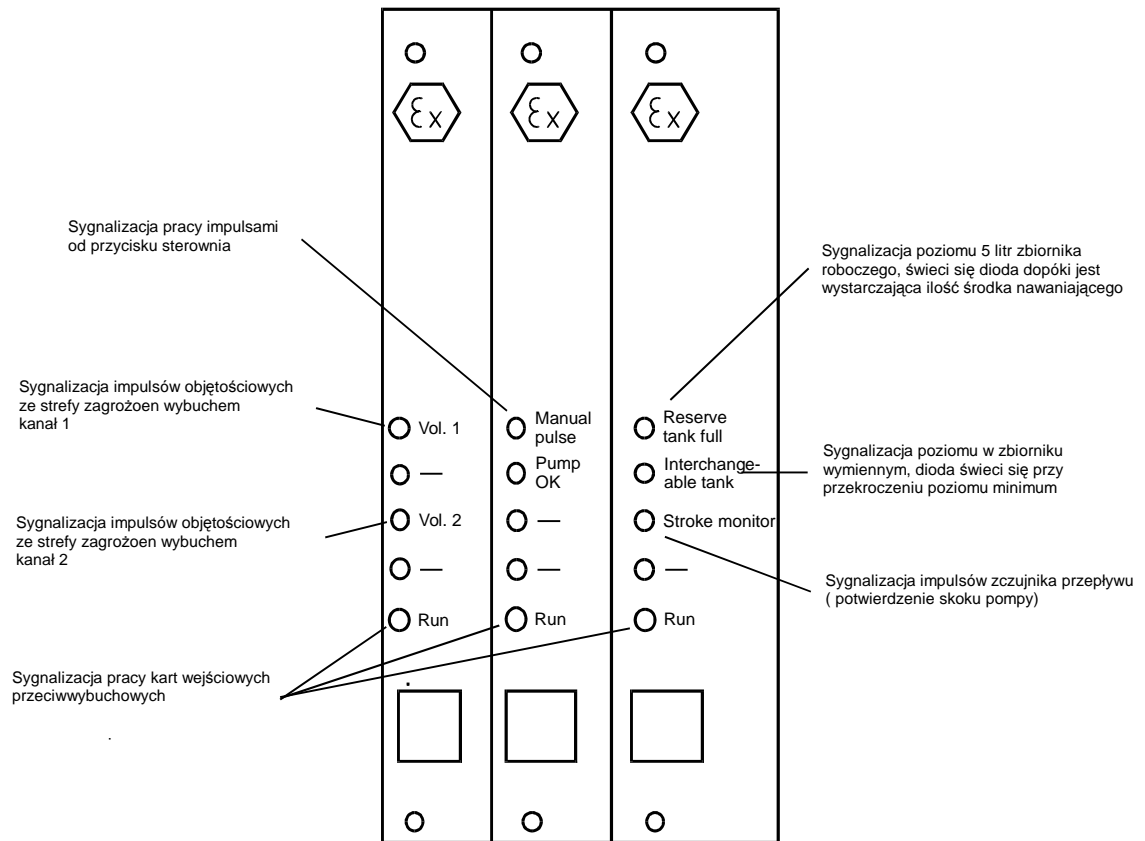 Ɛx
Ɛx
Ɛx
Sygnalizacja pracy impulsami
od przycisku sterownia
Sygnalizacja poziomu 5 litr zbiornika
roboczego, świeci się dioda dopóki jest
wystarczająca ilość środka nawaniającego
Sygnalizacja impulsów objętościowych
ze strefy zagrożoen wybuchem
kanał 1
Vol. 1
—
Vol. 2
—
Run
Manual
pulse
Pump
OK
—
—
Run
Reserve
tank full
Interchange-
able tank
Stroke monitor
—
Run
Sygnalizacja poziomu w zbiorniku
wymiennym, dioda świeci się przy
przekroczeniu poziomu minimum
Sygnalizacja impulsów objętościowych
ze strefy zagrożoen wybuchem
kanał 2
Sygnalizacja impulsów zczujnika przepływu
( potwierdzenie skoku pompy)
Sygnalizacja pracy kart wejściowych
przeciwwybuchowych